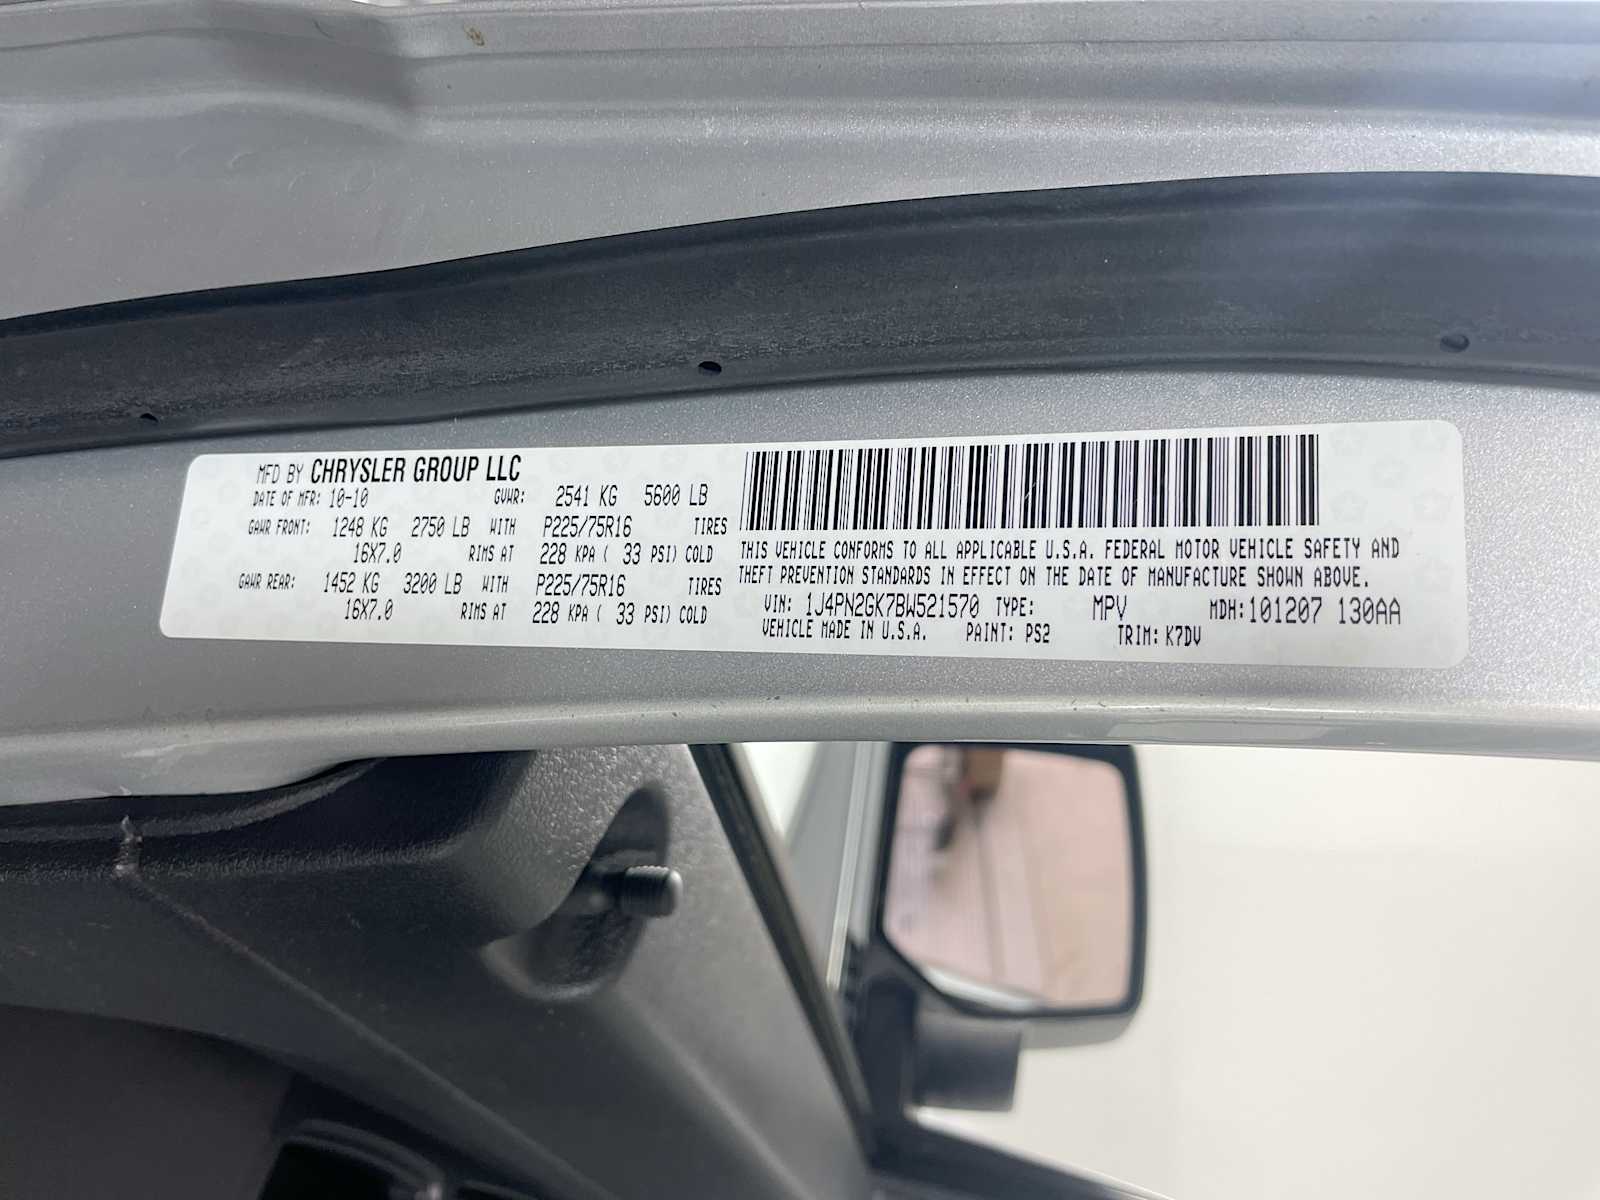 MFD BY CHRYSLER GROUP LLC
DATE OF MFR: 10-10 GVWR: 2541 KG 5600 LB
GAWR FRONT: 1248 KG 2750 LB WITH P225/75R16 TIRES
16X7.0 RIMS AT 228 KPA ( 33 PSI) COLD
GAWR REAR: 1452 KG 3200 LB WITH P225/75R16 TIRES
16X7.0 RIMS AT 228 KPA ( 33 PSI) COLD
THIS VEHICLE CONFORMS TO ALL APPLICABLE U.S.A. FEDERAL MOTOR VEHICLE SAFETY AND
THEFT PREVENTION STANDARDS IN EFFECT ON THE DATE OF MANUFACTURE SHOWN ABOVE.
VIN: 1J4PN2GK7BW521570 TYPE: MPV MDH: 101207 130AA
VEHICLE MADE IN U.S.A. PAINT: PS2 TRIM: K7DV